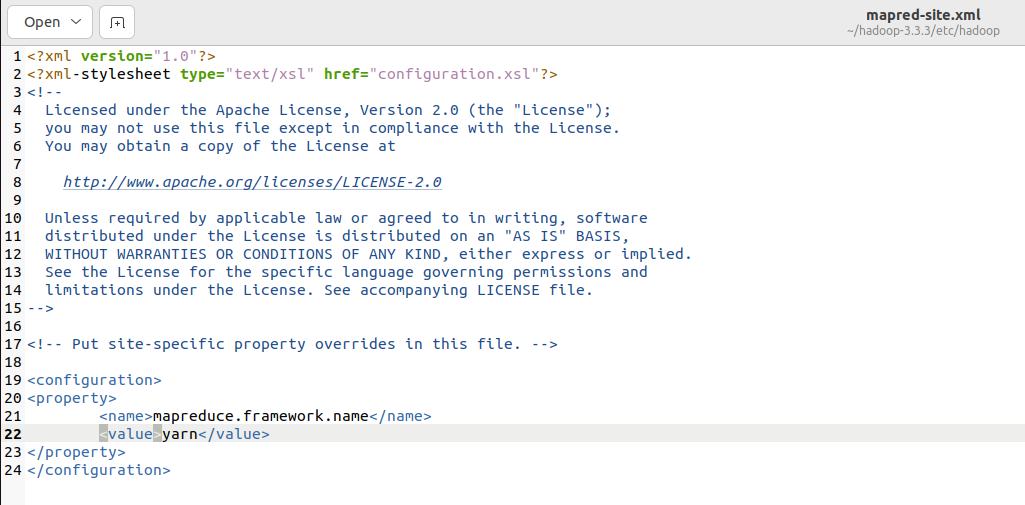 Open
mapred-site.xml
~/hadoop-3.3.3/etc/hadoop
1 <?xml version="1.0"?>
2 <?xml-stylesheet type="text/xsl" href="configuration.xsl"?>
3 <!--
4   Licensed under the Apache License, Version 2.0 (the "License");
5   you may not use this file except in compliance with the License.
6   You may obtain a copy of the License at
7
8     http://www.apache.org/licenses/LICENSE-2.0
9
10   Unless required by applicable law or agreed to in writing, software
11   distributed under the License is distributed on an "AS IS" BASIS,
12   WITHOUT WARRANTIES OR CONDITIONS OF ANY KIND, either express or implied.
13   See the License for the specific language governing permissions and
14   limitations under the License. See accompanying LICENSE file.
15 -->
16
17 <!-- Put site-specific property overrides in this file. -->
18
19 <configuration>
20 <property>
21         <name>mapreduce.framework.name</name>
22         <value>yarn</value>
23 </property>
24 </configuration>